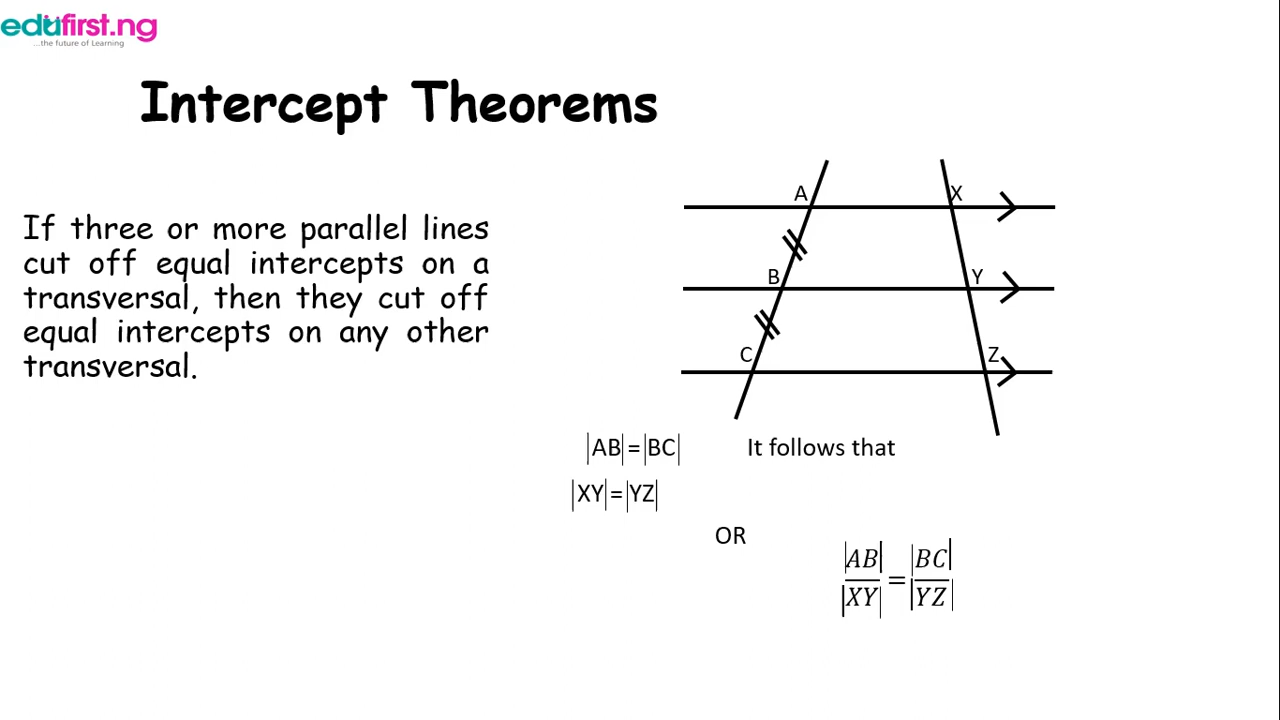 edufirst.ng
...the future of Learning
Intercept Theorems
If three or more parallel lines
cut off equal intercepts on a
transversal, then they cut off
equal intercepts on any other
transversal.
A X
B Y
C Z
|AB|=|BC| It follows that
|XY|=|YZ|
OR
|AB|/|XY| = |BC|/|YZ|